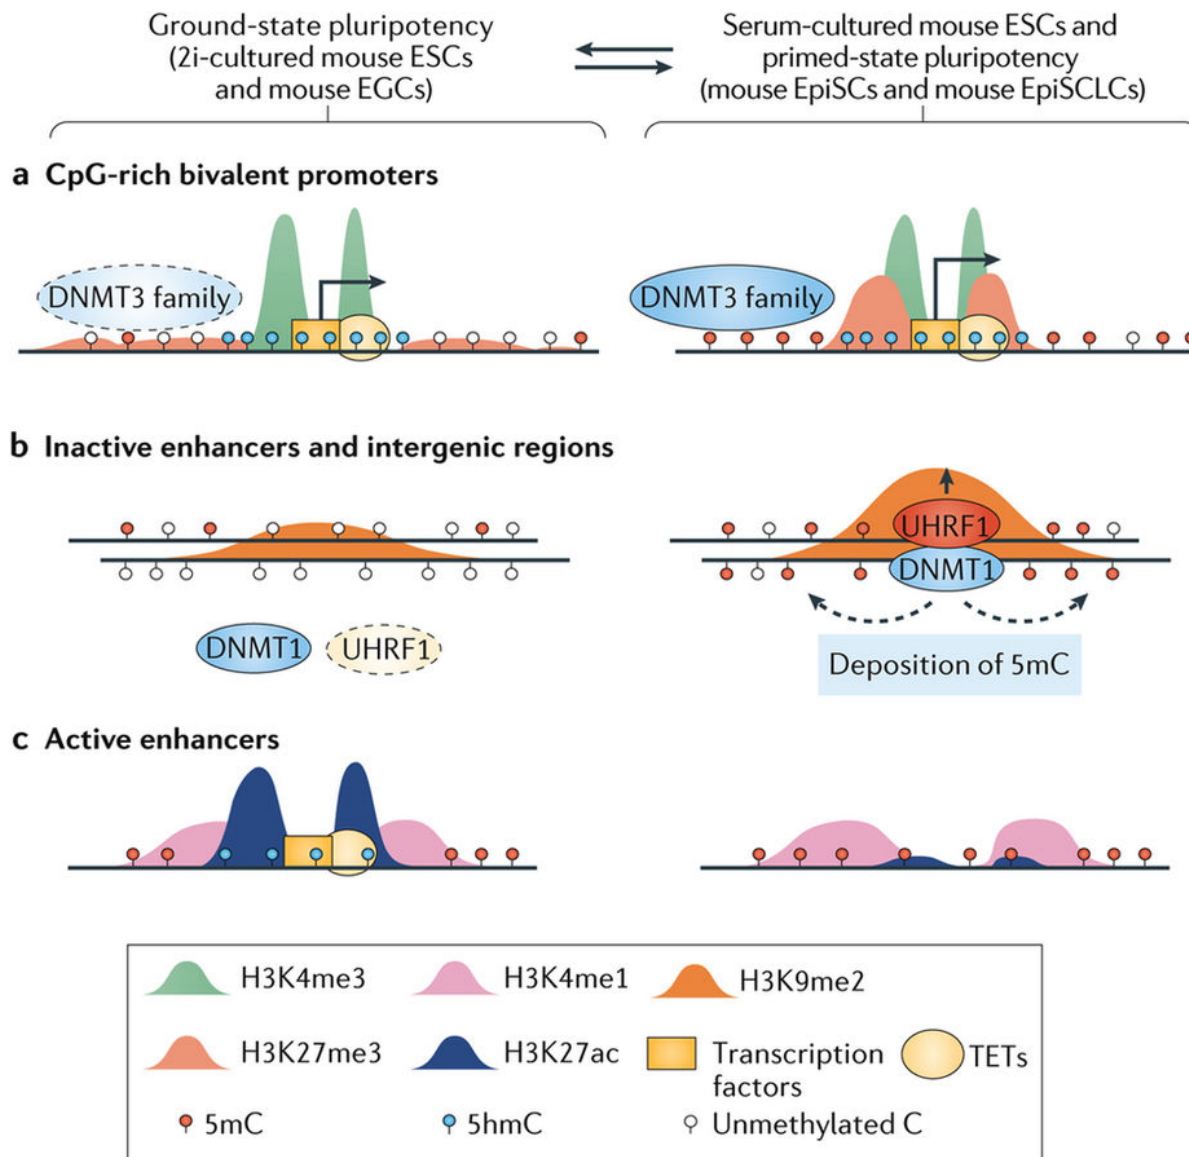 Ground-state pluripotency
(2i-cultured mouse ESCs
and mouse EGCs)
Serum-cultured mouse ESCs and
primed-state pluripotency
(mouse EpiSCs and mouse EpiSCLCs)
a CpG-rich bivalent promoters
DNMT3 family
DNMT3 family
b Inactive enhancers and intergenic regions
UHRF1
DNMT1
DNMT1
UHRF1
Deposition of 5mC
c Active enhancers
H3K4me3
H3K4me1
H3K9me2
H3K27me3
H3K27ac
Transcription
factors
TETs
5mC
5hmC
Unmethylated C